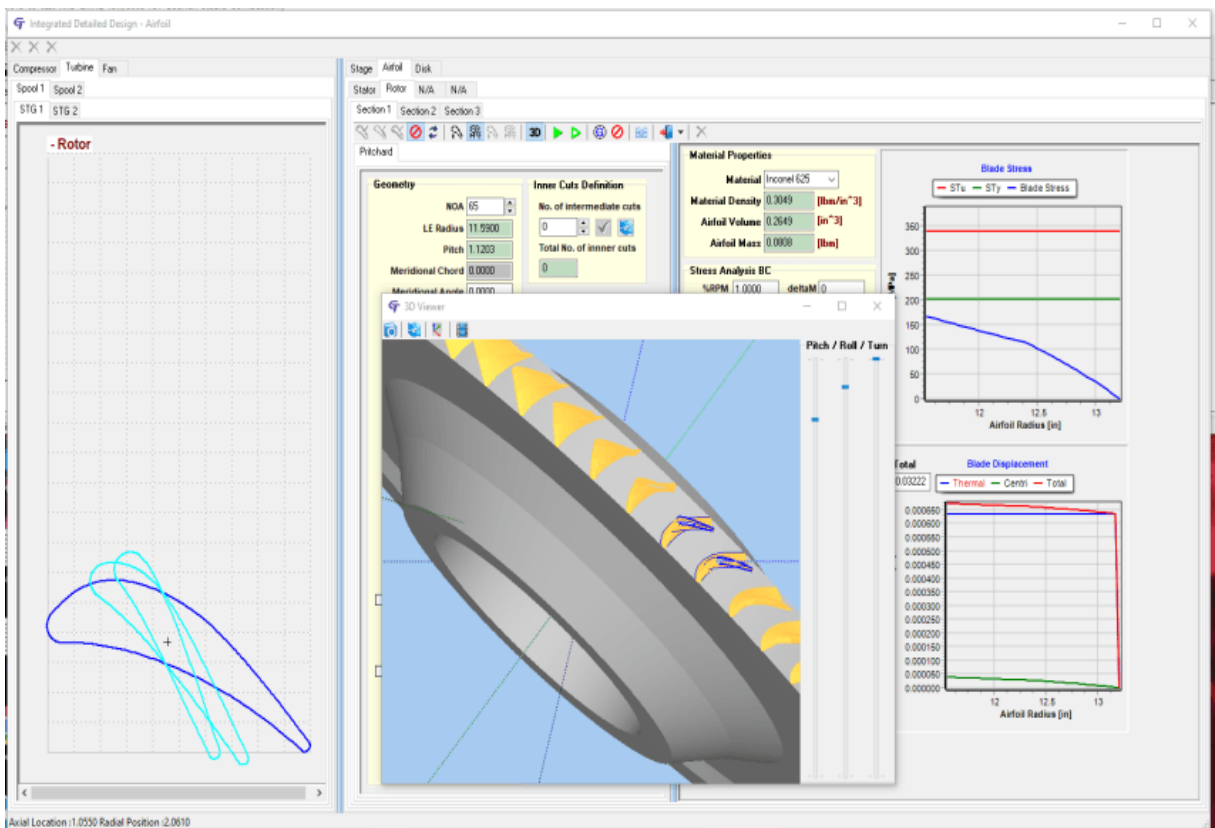 Integrated Detailed Design - Airfoil
Compressor Turbine Fan
Spool 1 Spool 2
STG 1 STG 2
- Rotor
Stage Airfoil Disk
Stator Rotor N/A N/A
Section 1 Section 2 Section 3
3D
Pritchard
Geometry
NOA 65
LE Radius 11.5900
Pitch 1.1203
Meridional Chord 0.0000
Meridional Angle 0.0000
Inner Cuts Definition
No. of intermediate cuts
0
Total No. of innner cuts
0
Material Properties
Material Inconel 625
Material Density 0.3049 [lbm/in^3]
Airfoil Volume 0.2649 [in^3]
Airfoil Mass 0.0808 [lbm]
Stress Analysis BC
%RPM 1.0000 deltaM 0
3D Viewer
Pitch / Roll / Turn
Blade Stress
STu STy Blade Stress
350
300
250
200
150
100
50
0
12 12.5 13
Airfoil Radius [in]
Total
0.03222
Blade Displacement
Thermal Centri Total
0.000650
0.000600
0.000550
0.000500
0.000450
0.000400
0.000350
0.000300
0.000250
0.000200
0.000150
0.000100
0.000050
0.000000
12 12.5 13
Airfoil Radius [in]
Axial Location :1.0550 Radial Position :2.0610